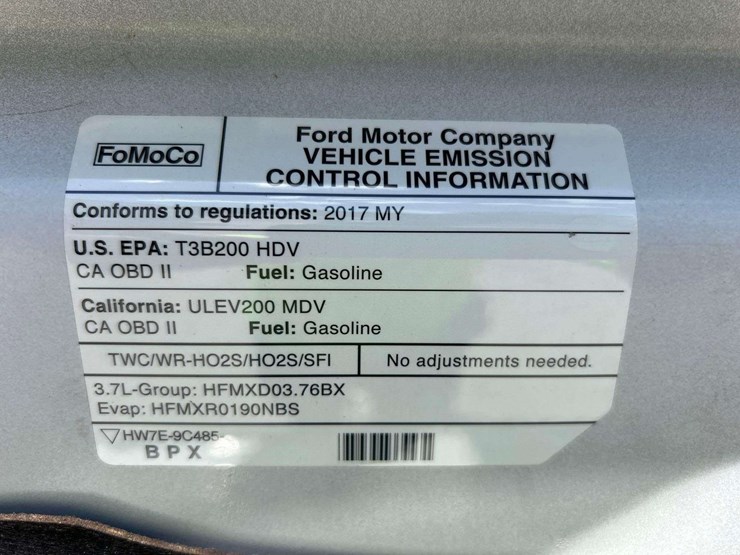 FoMoCo
Ford Motor Company
VEHICLE EMISSION
CONTROL INFORMATION
Conforms to regulations: 2017 MY
U.S. EPA: T3B200 HDV
CA OBD II Fuel: Gasoline
California: ULEV200 MDV
CA OBD II Fuel: Gasoline
TWC/WR-HO2S/HO2S/SFI No adjustments needed.
3.7L-Group: HFMXD03.76BX
Evap: HFMXR0190NBS
HW7E-9C485-
B P X